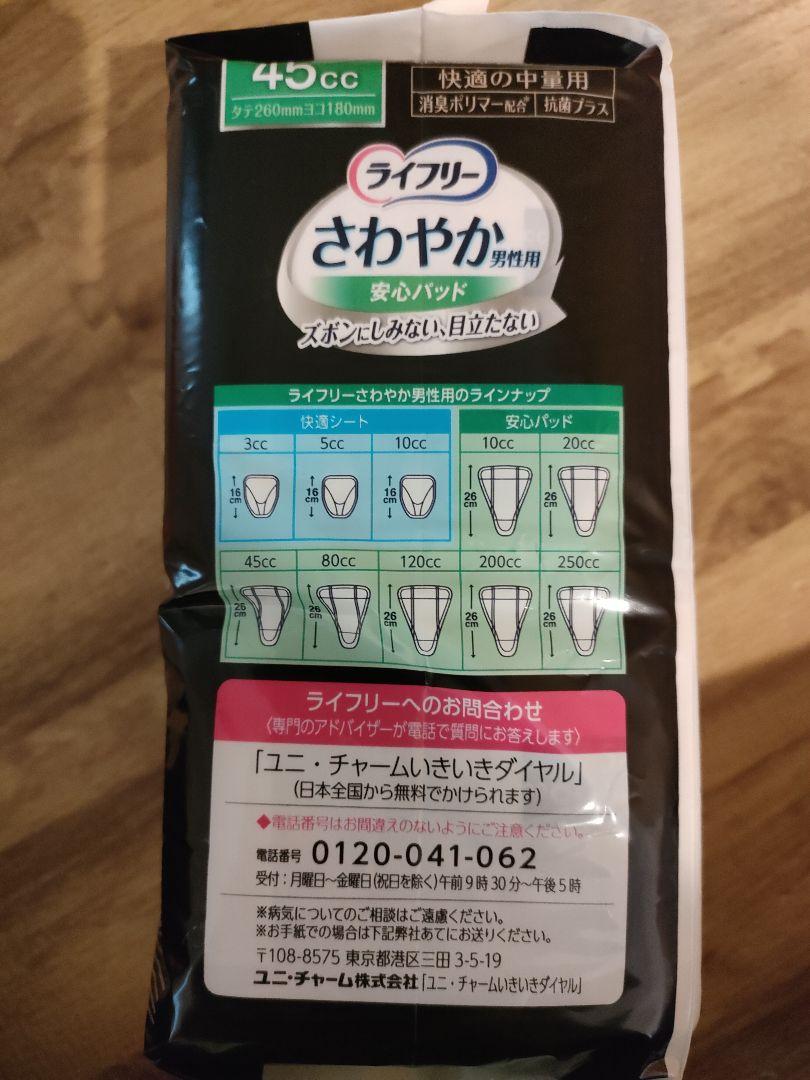 45cc
タテ260mmヨコ180mm
快適の中量用
消臭ポリマー配合※ 抗菌プラス
ライフリー
さわやか男性用
安心パッド
ズボンにしみない、目立たない
ライフリーさわやか男性用のラインナップ
快適シート 安心パッド
3cc 5cc 10cc 10cc 20cc
16cm 16cm 16cm 26cm 26cm
45cc 80cc 120cc 200cc 250cc
26cm 26cm 26cm 26cm 26cm
ライフリーへのお問合わせ
〈専門のアドバイザーが電話で質問にお答えします〉
「ユニ・チャームいきいきダイヤル」
(日本全国から無料でかけられます)
◆電話番号はお間違えのないようにご注意ください。
電話番号 0120-041-062
受付:月曜日〜金曜日(祝日を除く)午前9時30分〜午後5時
※病気についてのご相談はご遠慮ください。
※お手紙での場合は下記弊社あてにお送りください。
〒108-8575 東京都港区三田 3-5-19
ユニ・チャーム株式会社「ユニ・チャームいきいきダイヤル」